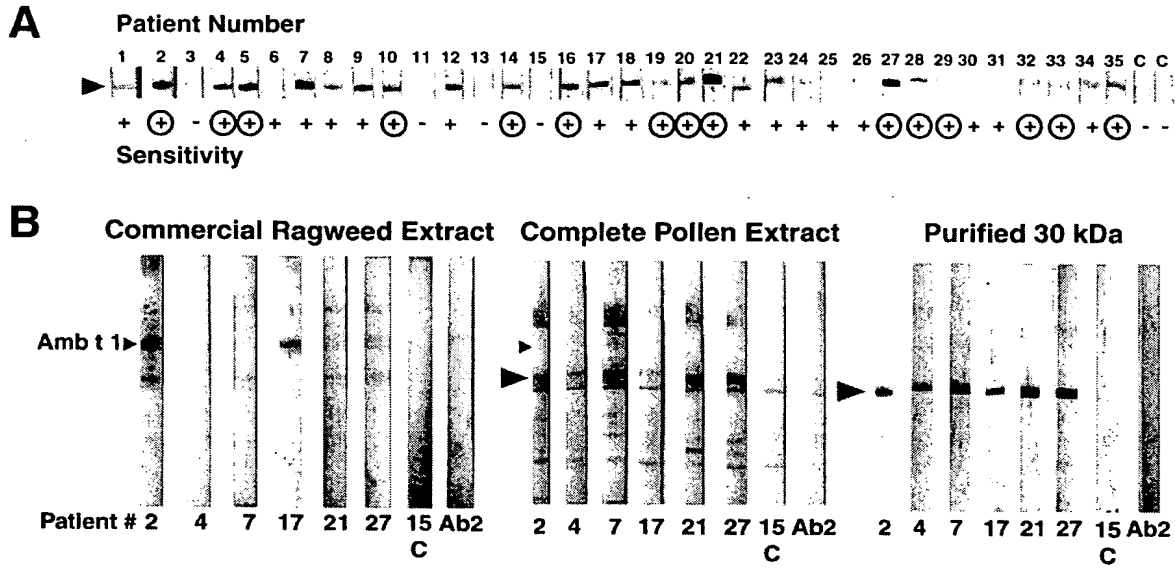 A
Patient Number
1 2 3 4 5 6 7 8 9 10 11 12 13 14 15 16 17 18 19 20 21 22 23 24 25 26 27 28 29 30 31 32 33 34 35 C C
+ + - + + + + + + + - + - + - + + + + + + + + + + + + + + + + + + + + - -
Sensitivity
B
Commercial Ragweed Extract Complete Pollen Extract Purified 30 kDa
Amb t 1
Patient # 2 4 7 17 21 27 15 Ab2 2 4 7 17 21 27 15 Ab2 2 4 7 17 21 27 15 Ab2
C C C